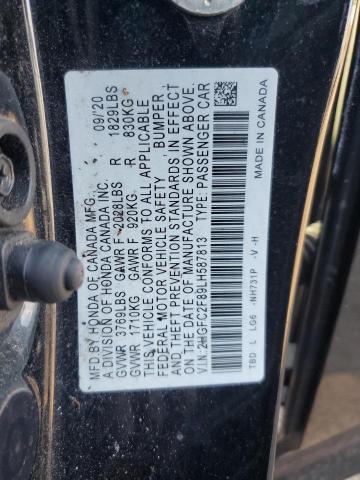 MFD BY HONDA OF CANADA MFG. 09/20
A DIVISION OF HONDA CANADA INC.
GVWR 3769LBS GAWR F 2028LBS R 1829LBS
GVWR 1710KG GAWR F 920KG R 830KG
THIS VEHICLE CONFORMS TO ALL APPLICABLE
FEDERAL MOTOR VEHICLE SAFETY, BUMPER,
AND THEFT PREVENTION STANDARDS IN EFFECT
ON THE DATE OF MANUFACTURE SHOWN ABOVE.
V.I.N: 2HGFC2F89LH587813 TYPE: PASSENGER CAR
TBD L LG6 -NH731P -V -H MADE IN CANADA